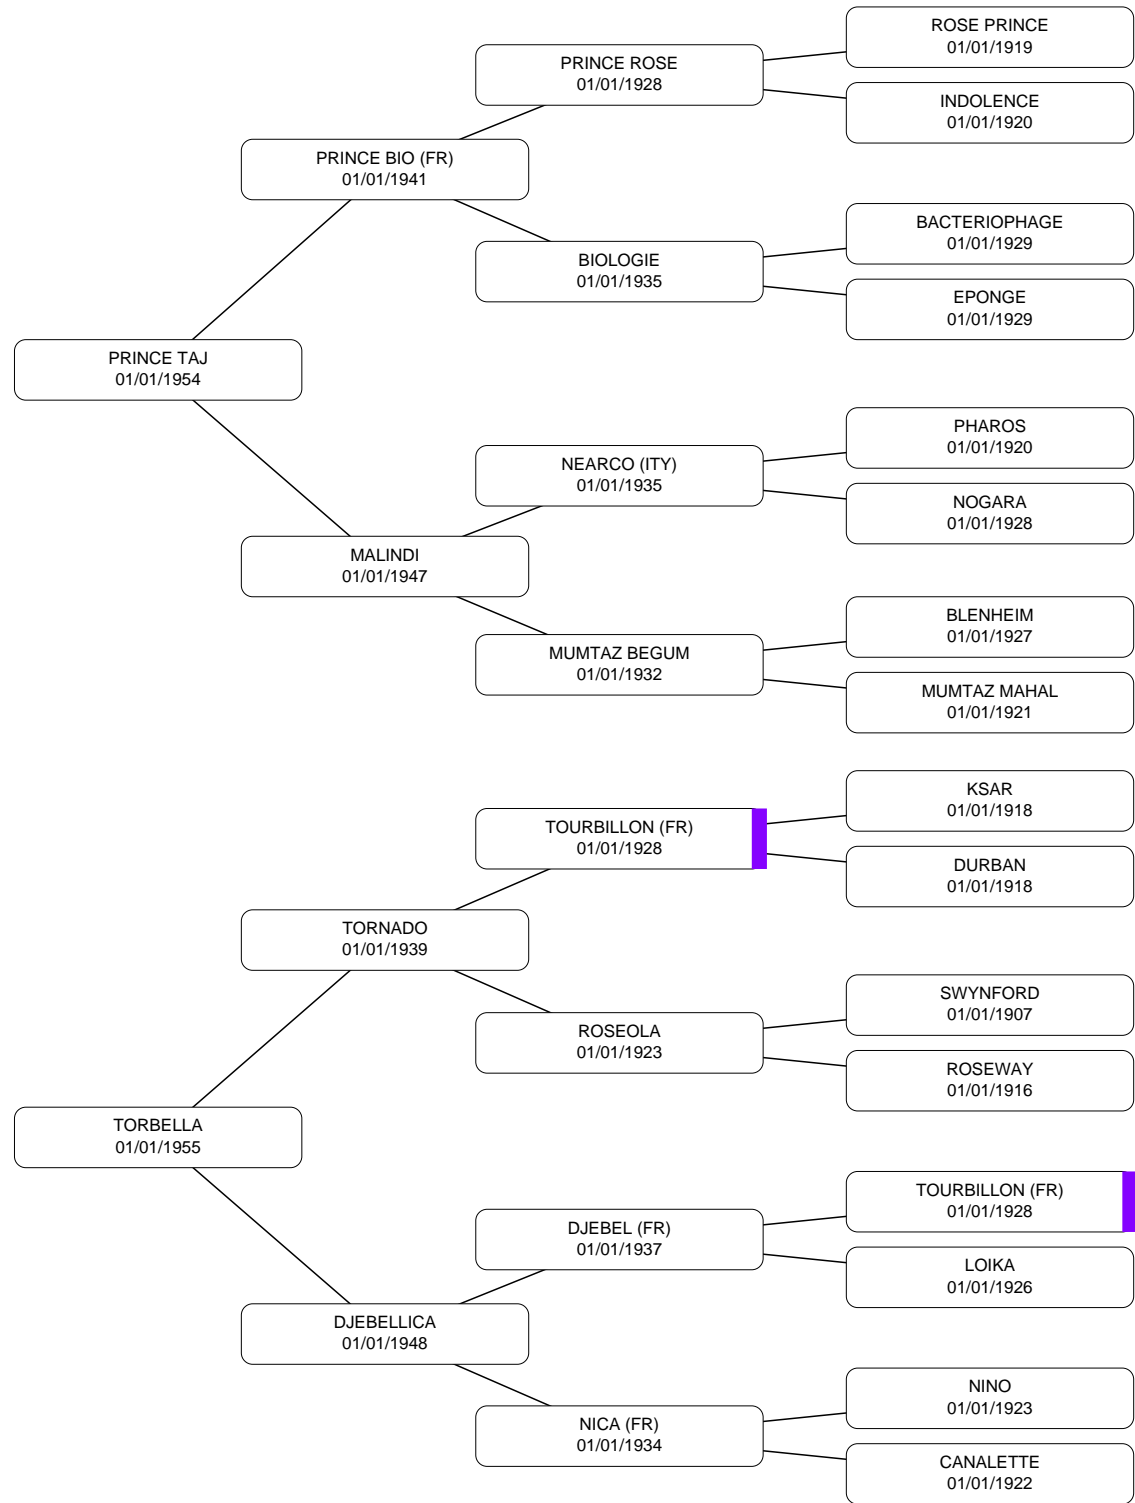 ROSE PRINCE
01/01/1919
PRINCE ROSE
01/01/1928
INDOLENCE
01/01/1920
PRINCE BIO (FR)
01/01/1941
BACTERIOPHAGE
01/01/1929
BIOLOGIE
01/01/1935
EPONGE
01/01/1929
PRINCE TAJ
01/01/1954
PHAROS
01/01/1920
NEARCO (ITY)
01/01/1935
NOGARA
01/01/1928
MALINDI
01/01/1947
BLENHEIM
01/01/1927
MUMTAZ BEGUM
01/01/1932
MUMTAZ MAHAL
01/01/1921
KSAR
01/01/1918
TOURBILLON (FR)
01/01/1928
DURBAN
01/01/1918
TORNADO
01/01/1939
SWYNFORD
01/01/1907
ROSEOLA
01/01/1923
ROSEWAY
01/01/1916
TORBELLA
01/01/1955
TOURBILLON (FR)
01/01/1928
DJEBEL (FR)
01/01/1937
LOIKA
01/01/1926
DJEBELLICA
01/01/1948
NINO
01/01/1923
NICA (FR)
01/01/1934
CANALETTE
01/01/1922